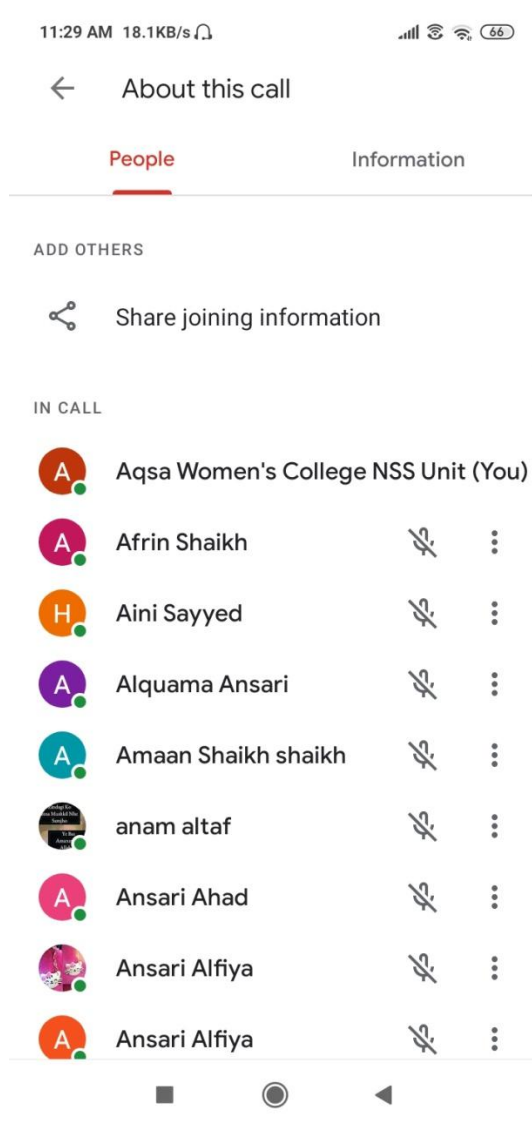 11:29 AM 18.1KB/s 66
About this call
People Information
ADD OTHERS
Share joining information
IN CALL
A Aqsa Women's College NSS Unit (You)
A Afrin Shaikh
H Aini Sayyed
A Alquama Ansari
A Amaan Shaikh shaikh
anam altaf
A Ansari Ahad
Ansari Alfiya
A Ansari Alfiya